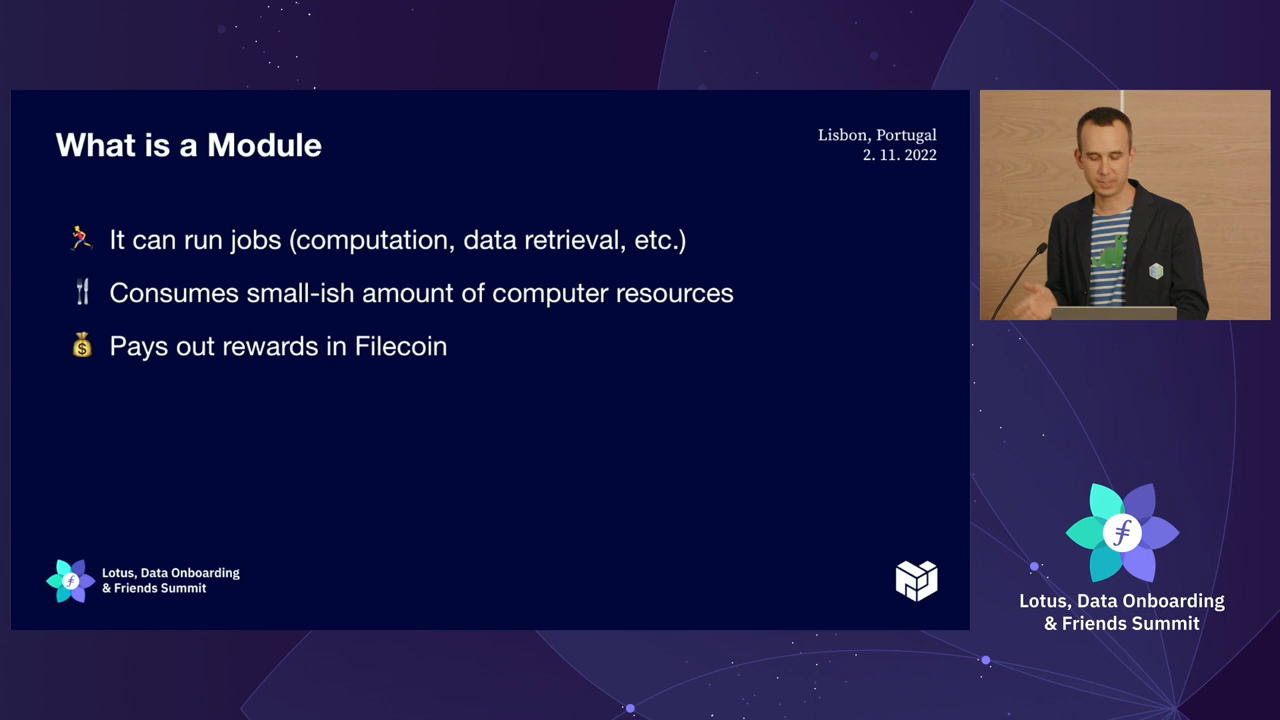 What is a Module
Lisbon, Portugal
2. 11. 2022
It can run jobs (computation, data retrieval, etc.)
Consumes small-ish amount of computer resources
Pays out rewards in Filecoin
Lotus, Data Onboarding
& Friends Summit
Lotus, Data Onboarding
& Friends Summit